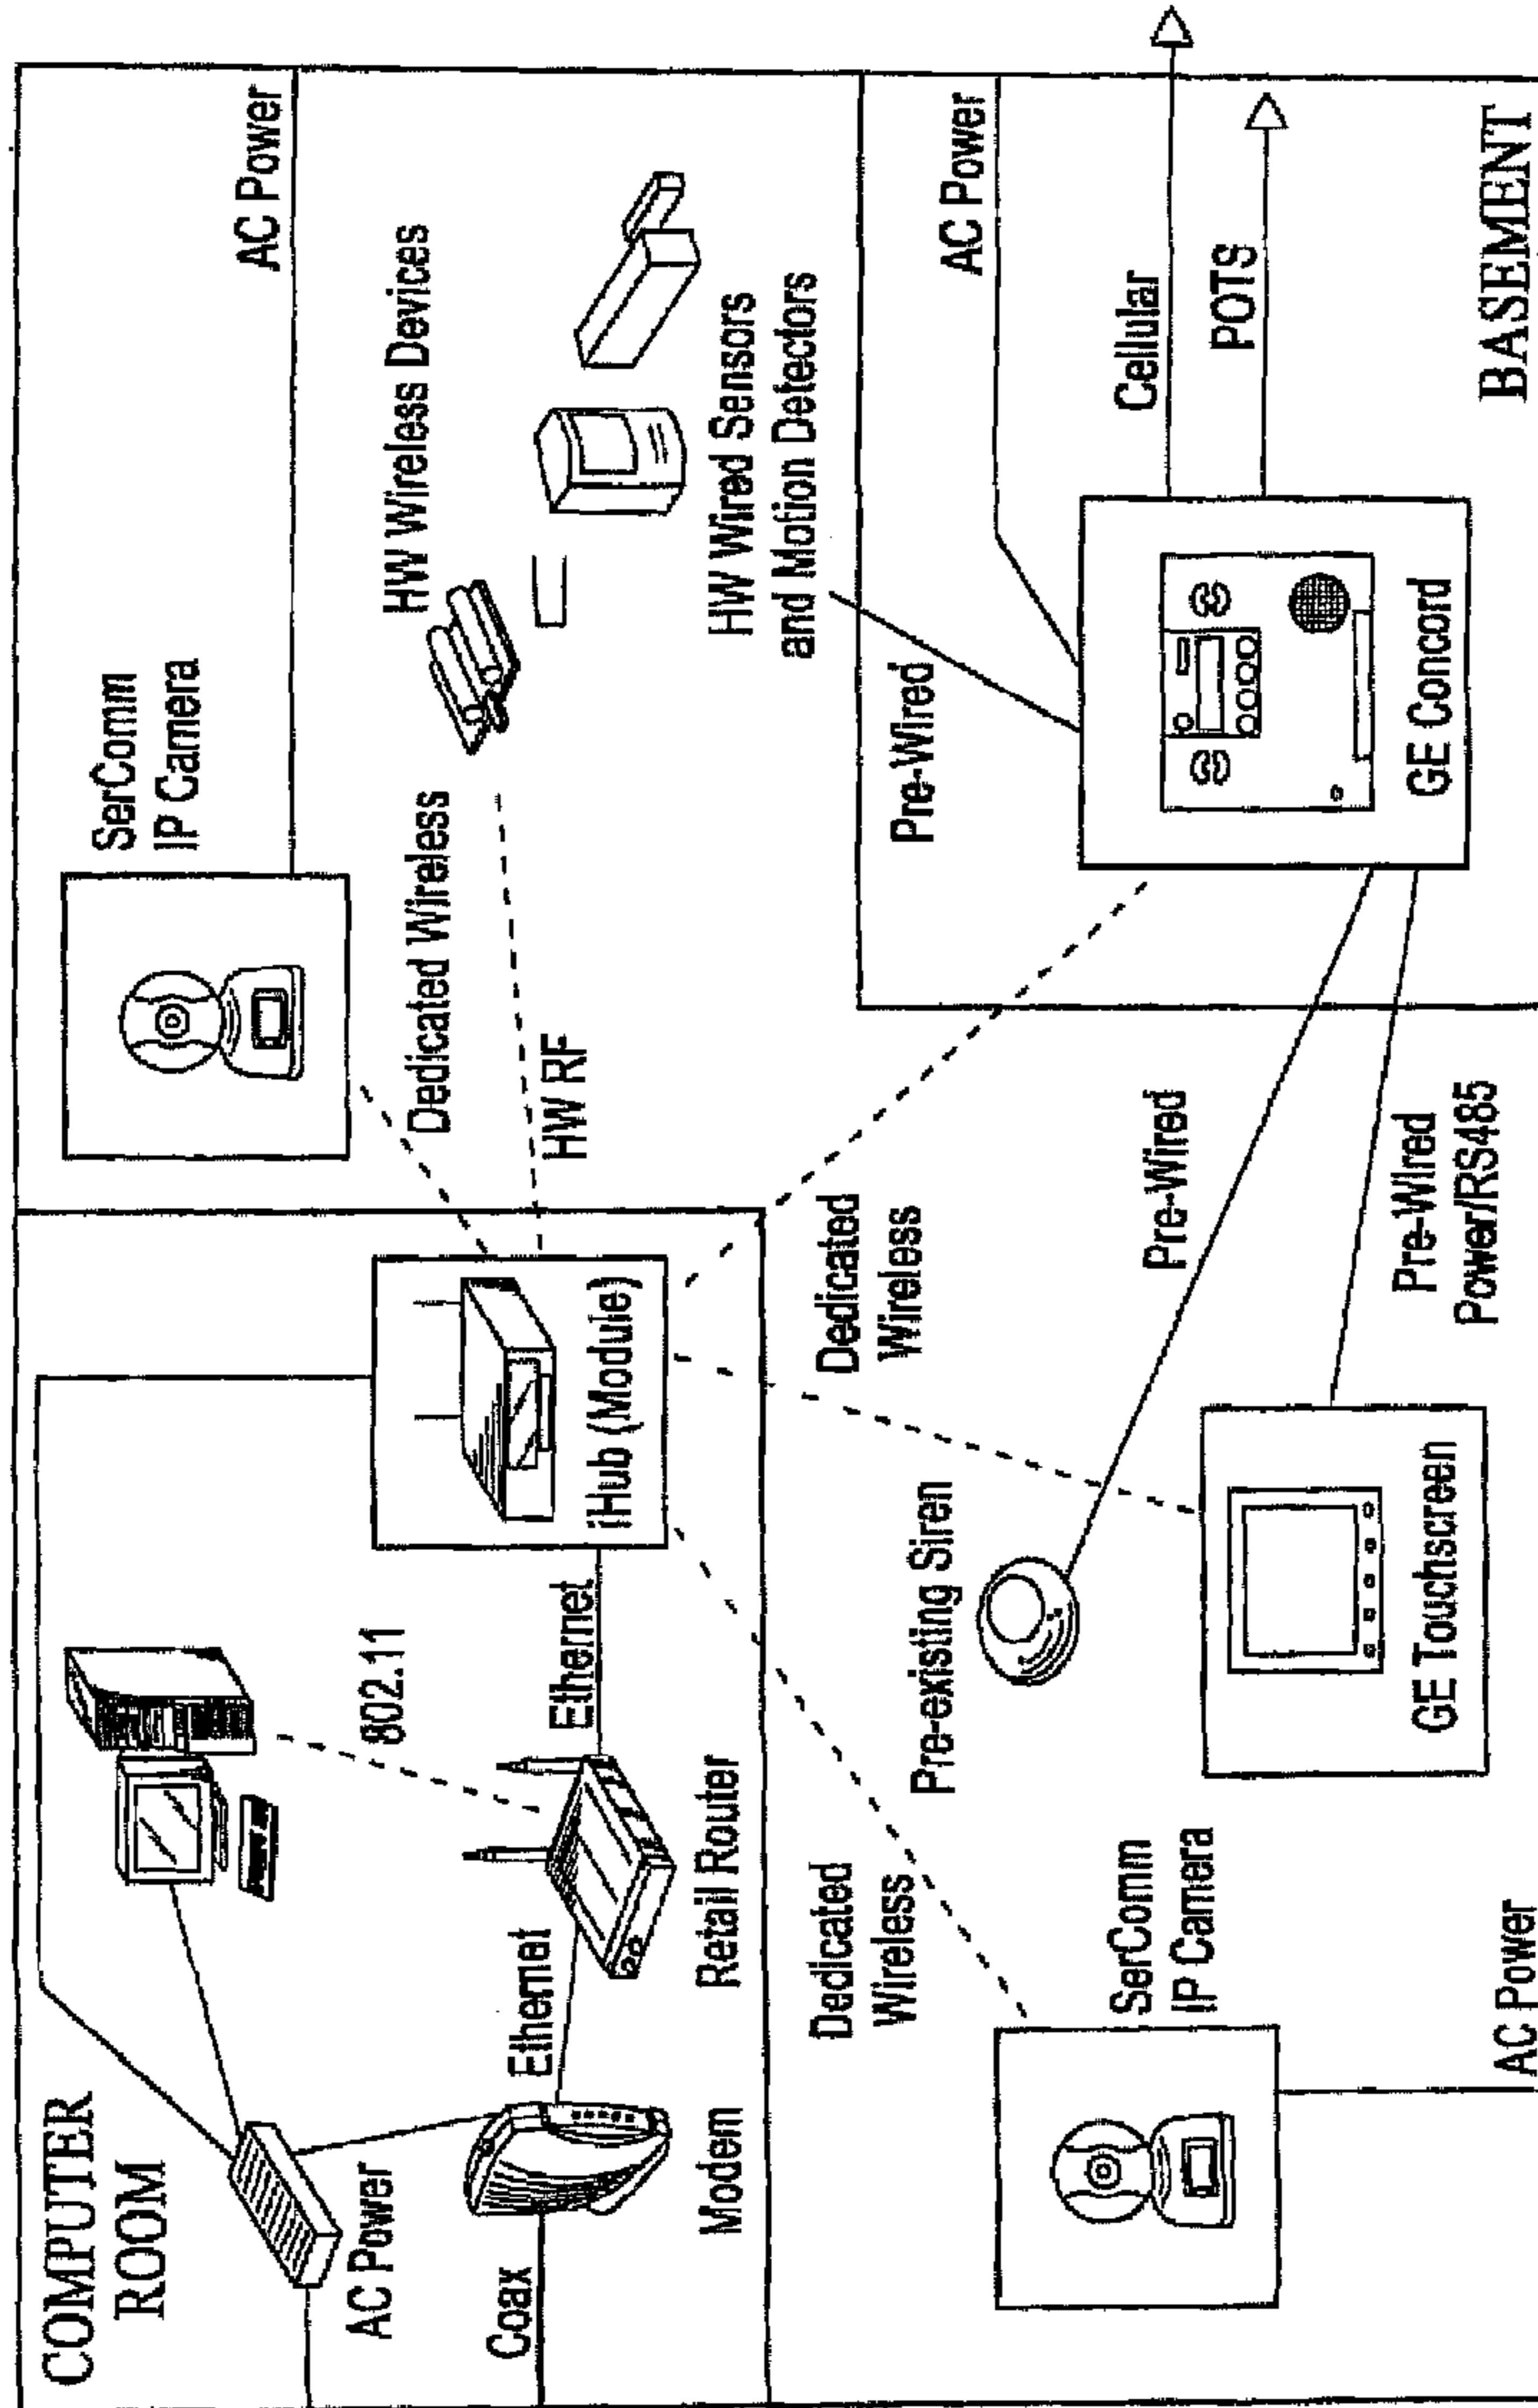 COMPUTER
ROOM
AC Power
Coax
Modem
Ethernet
Retail Router
802.11
Ethernet
iHub (Module)
SerComm
IP Camera
AC Power
Dedicated Wireless
HW RF
HW Wireless Devices
HW Wired Sensors
and Motion Detectors
Dedicated
Wireless
SerComm
IP Camera
AC Power
Pre-existing Siren
Dedicated
Wireless
GE Touchscreen
Pre-Wired
Pre-Wired
Power/RS485
Pre-Wired
AC Power
Cellular
POTS
GE Concord
BASEMENT